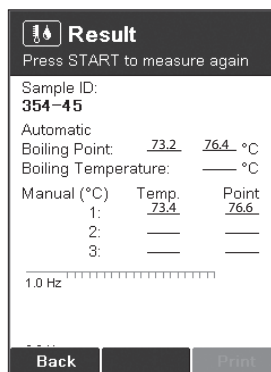 Result
Press START to measure again
Sample ID:
354-45
Automatic
Boiling Point: 73.2 76.4 °C
Boiling Temperature: °C
Manual (°C) Temp. Point
1: 73.4 76.6
2:
3:
1.0 Hz
Back Print